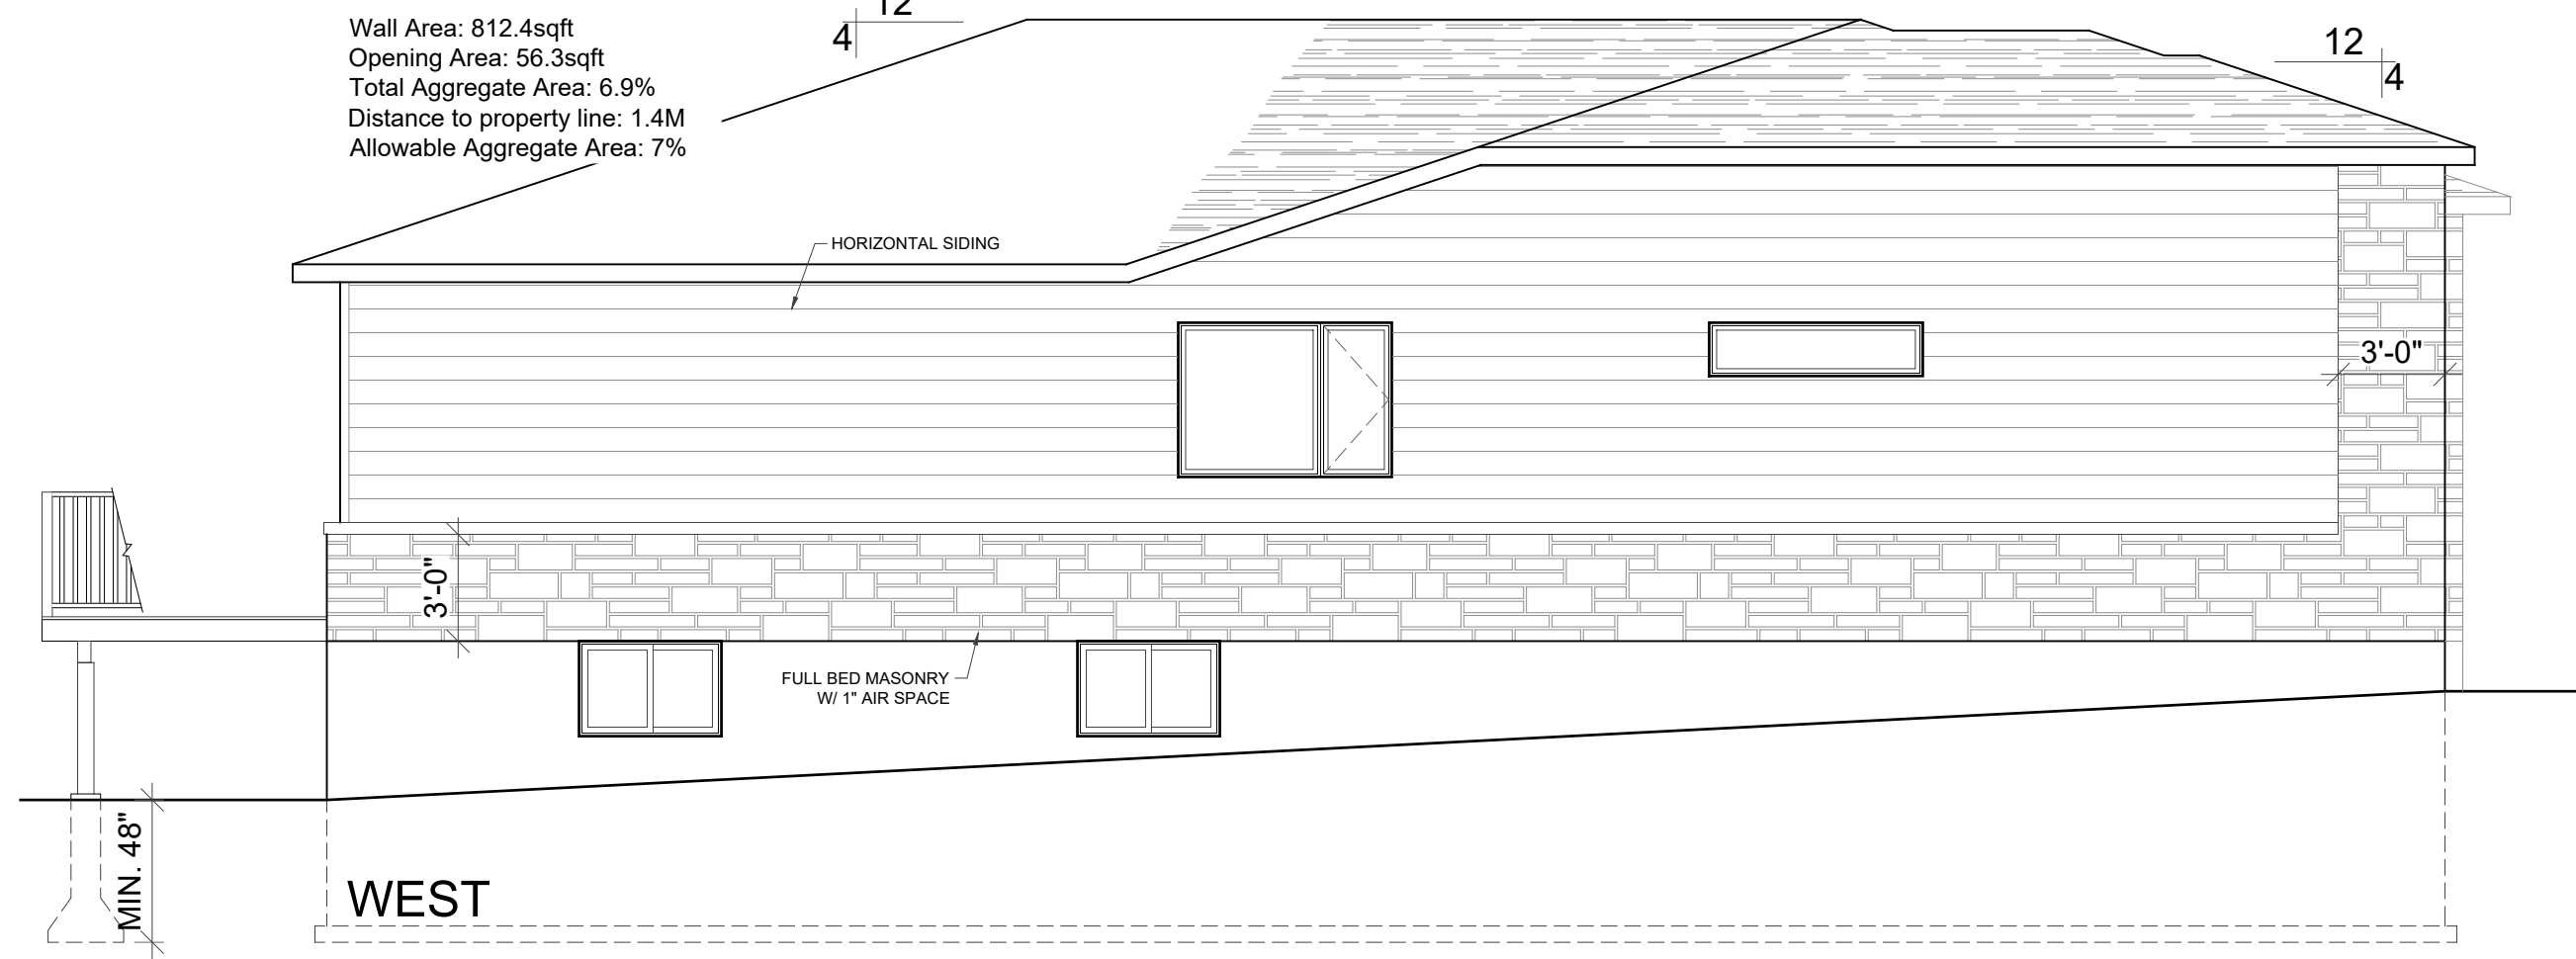 12
4
Wall Area: 812.4sqft
Opening Area: 56.3sqft
Total Aggregate Area: 6.9%
Distance to property line: 1.4M
Allowable Aggregate Area: 7%
12
4
HORIZONTAL SIDING
3'-0"
3'-0"
FULL BED MASONRY
W/ 1" AIR SPACE
MIN. 48"
WEST